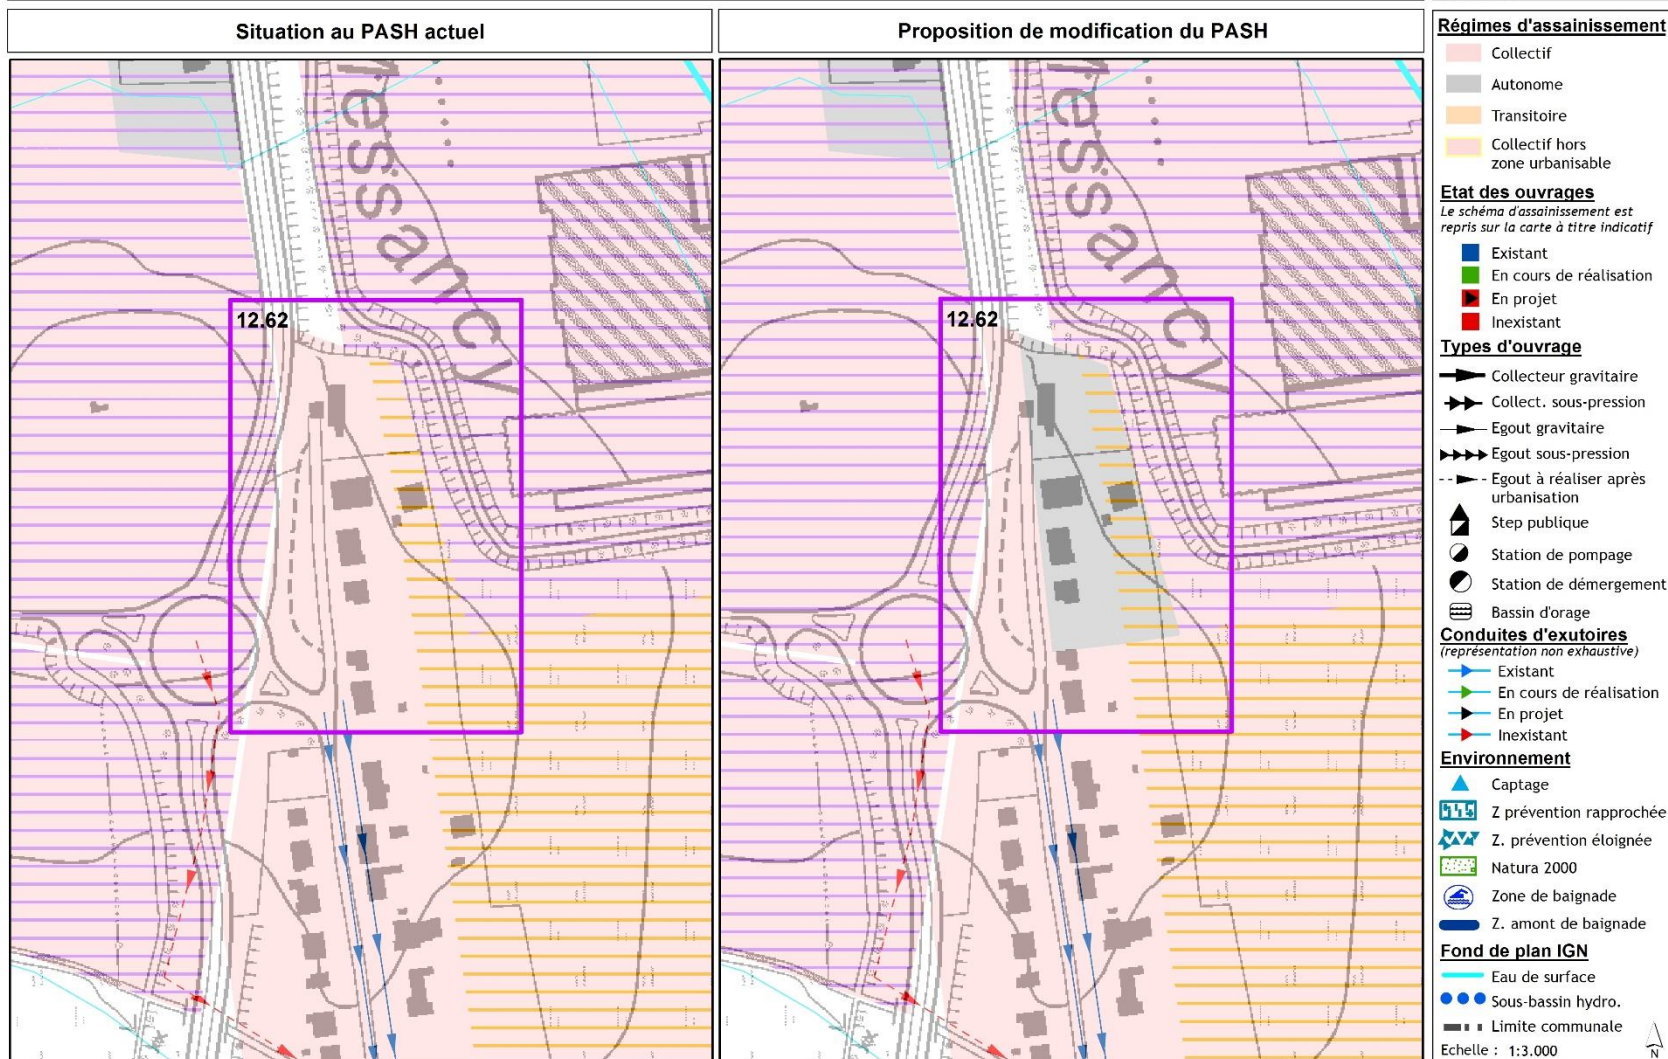 Situation au PASH actuel
Proposition de modification du PASH
Messancy
12.62
Messancy
12.62
Régimes d'assainissement
Collectif
Autonome
Transitoire
Collectif hors
zone urbanisable
Etat des ouvrages
Le schéma d'assainissement est
repris sur la carte à titre indicatif
Existant
En cours de réalisation
En projet
Inexistant
Types d'ouvrage
Collecteur gravitaire
Collect. sous-pression
Egout gravitaire
Egout sous-pression
Egout à réaliser après
urbanisation
Step publique
Station de pompage
Station de démergement
Bassin d'orage
Conduites d'exutoires
(représentation non exhaustive)
Existant
En cours de réalisation
En projet
Inexistant
Environnement
Captage
Z prévention rapprochée
Z. prévention éloignée
Natura 2000
Zone de baignade
Z. amont de baignade
Fond de plan IGN
Eau de surface
Sous-bassin hydro.
Limite communale
Echelle : 1:3.000
N